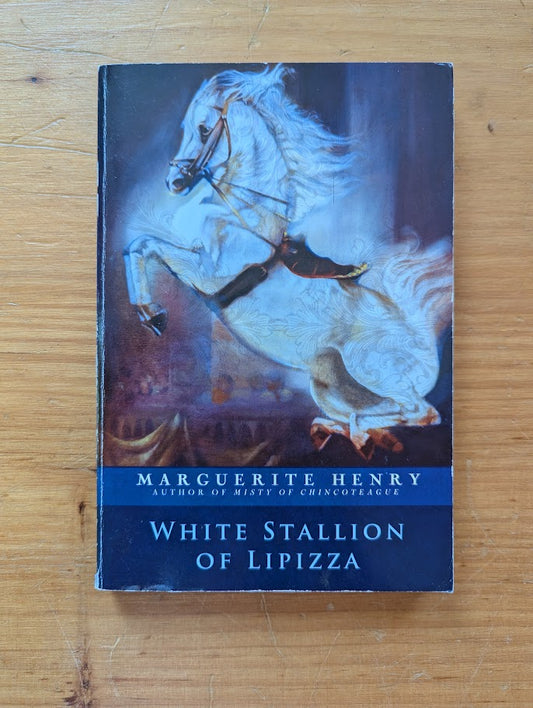 MARGUERITE HENRY
AUTHOR OF MISTY OF CHINCOTEAGUE
WHITE STALLION
OF LIPIZZA